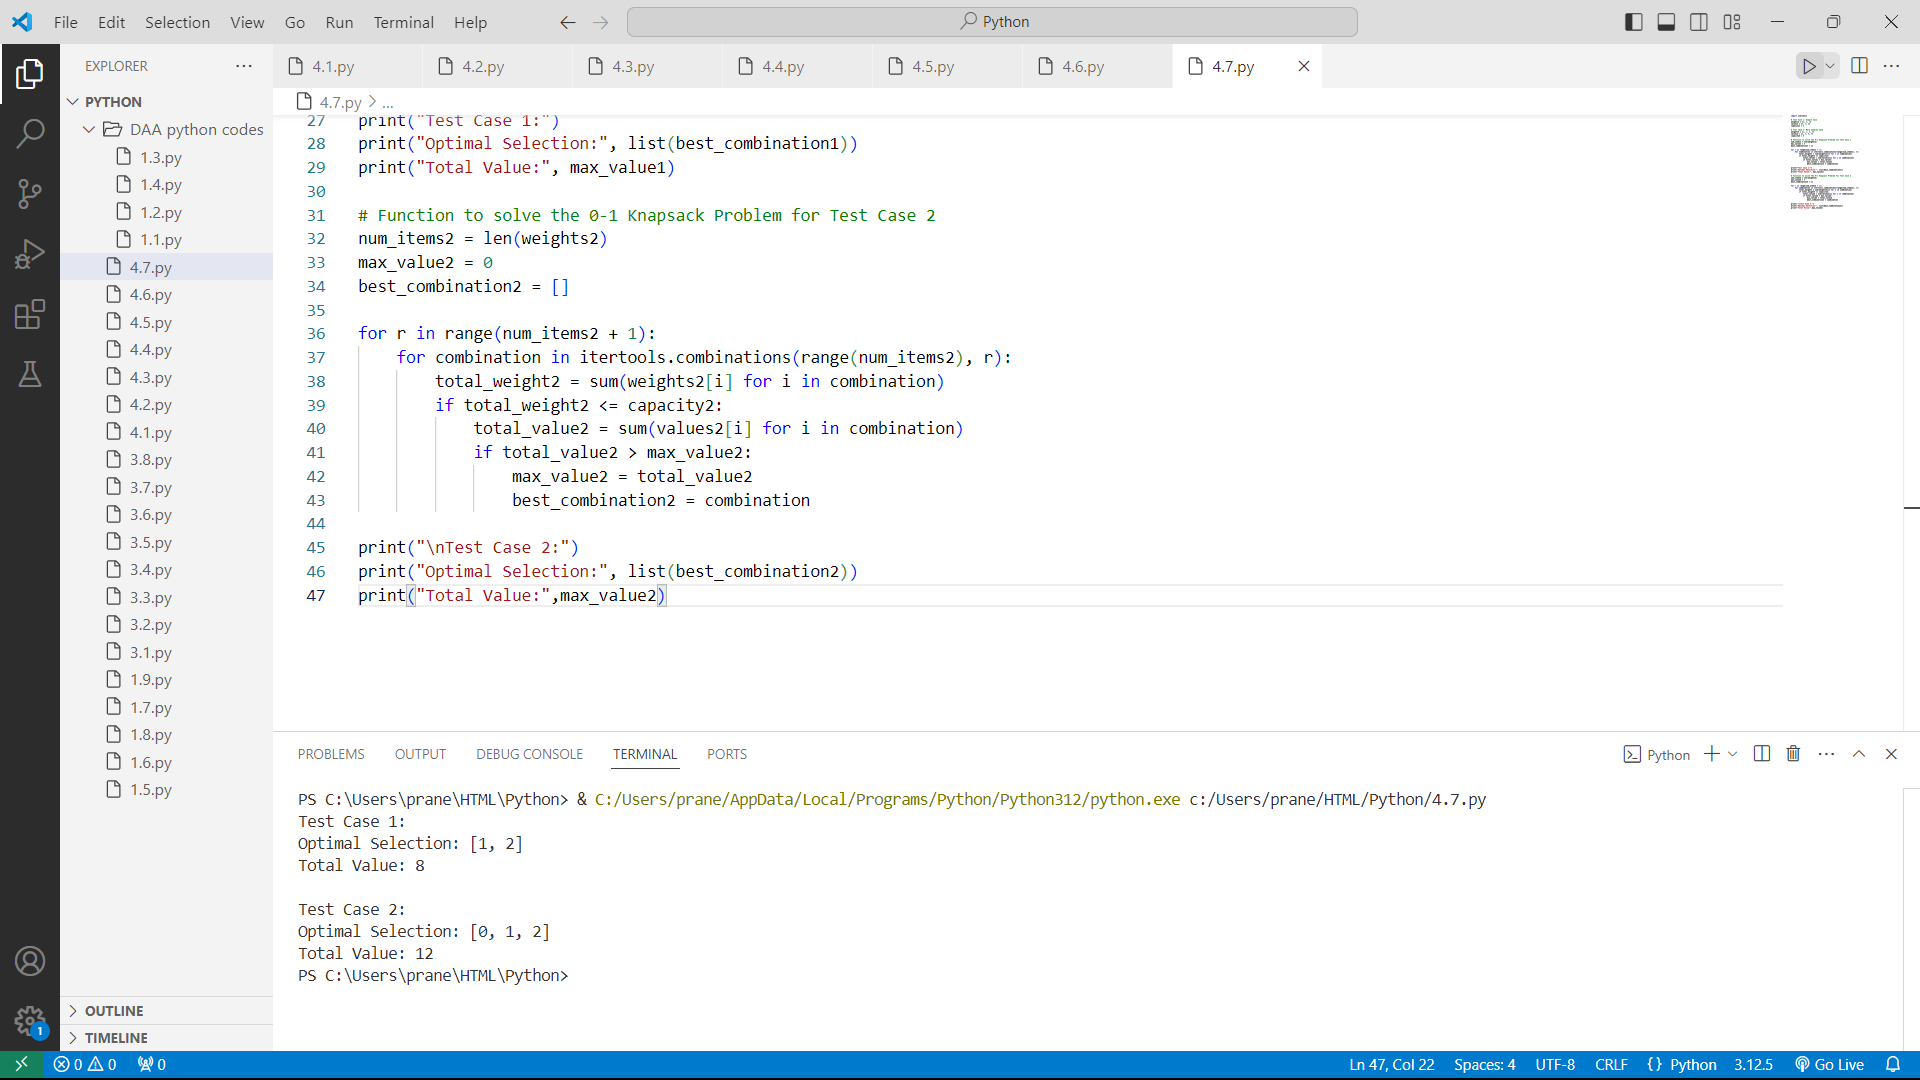 File Edit Selection View Go Run Terminal Help
Python
EXPLORER
PYTHON
DAA python codes
1.3.py
1.4.py
1.2.py
1.1.py
4.7.py
4.6.py
4.5.py
4.4.py
4.3.py
4.2.py
4.1.py
3.8.py
3.7.py
3.6.py
3.5.py
3.4.py
3.3.py
3.2.py
3.1.py
1.9.py
1.7.py
1.8.py
1.6.py
1.5.py
OUTLINE
TIMELINE
4.1.py 4.2.py 4.3.py 4.4.py 4.5.py 4.6.py 4.7.py
4.7.py > ...
27 print("Test Case 1:")
28 print("Optimal Selection:", list(best_combination1))
29 print("Total Value:", max_value1)
30
31 # Function to solve the 0-1 Knapsack Problem for Test Case 2
32 num_items2 = len(weights2)
33 max_value2 = 0
34 best_combination2 = []
35
36 for r in range(num_items2 + 1):
37     for combination in itertools.combinations(range(num_items2), r):
38         total_weight2 = sum(weights2[i] for i in combination)
39         if total_weight2 <= capacity2:
40             total_value2 = sum(values2[i] for i in combination)
41             if total_value2 > max_value2:
42                 max_value2 = total_value2
43                 best_combination2 = combination
44
45 print("\nTest Case 2:")
46 print("Optimal Selection:", list(best_combination2))
47 print("Total Value:",max_value2)
PROBLEMS OUTPUT DEBUG CONSOLE TERMINAL PORTS
Python
PS C:\Users\prane\HTML\Python> & C:/Users/prane/AppData/Local/Programs/Python/Python312/python.exe c:/Users/prane/HTML/Python/4.7.py
Test Case 1:
Optimal Selection: [1, 2]
Total Value: 8
Test Case 2:
Optimal Selection: [0, 1, 2]
Total Value: 12
PS C:\Users\prane\HTML\Python>
1
0 0 0
Ln 47, Col 22 Spaces: 4 UTF-8 CRLF {} Python 3.12.5 Go Live